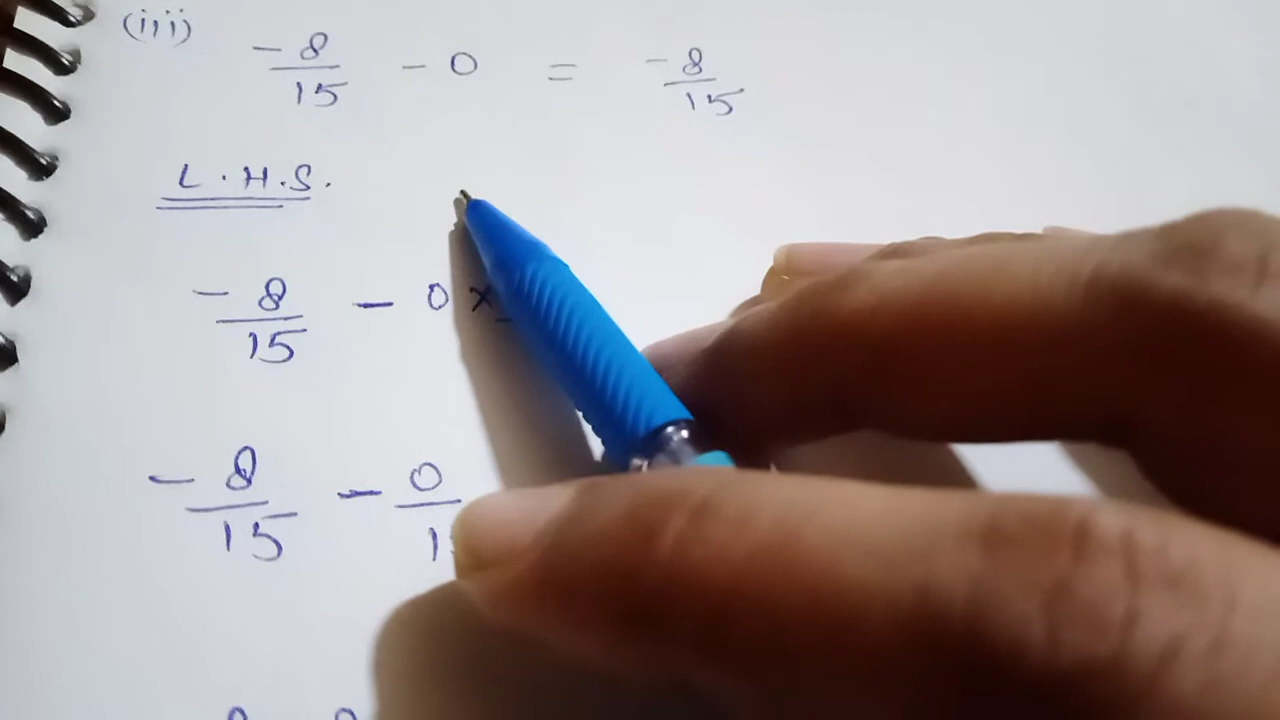 (iii) -8/15 - 0 = -8/15
L.H.S.
-8/15 - 0 ×
-8/15 - 0/1